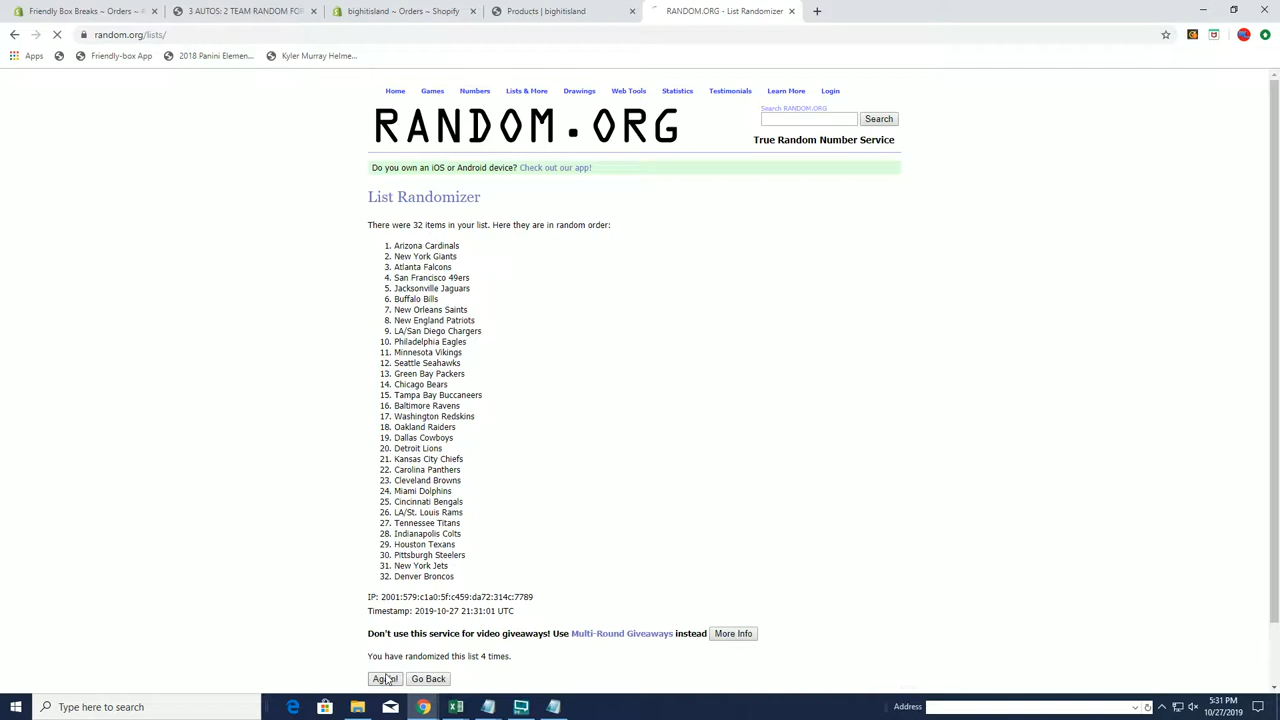 Friendly Box Breaks ~ Orders ~
3 AUTOS: 2 TEAM RANDOM FOR
bightisland ~ Orders ~ Shopify
Products ~ bigntisland
RANDOM.ORG - List Randomizer
random.org/lists/
Apps
Friendly-box App
2018 Panini Elemen...
Kyler Murray Helme...
Home Games Numbers Lists & More Drawings Web Tools Statistics Testimonials Learn More Login
RANDOM.ORG
Search RANDOM.ORG
Search
True Random Number Service
Do you own an iOS or Android device? Check out our app!
List Randomizer
There were 32 items in your list. Here they are in random order:
1. Arizona Cardinals
2. New York Giants
3. Atlanta Falcons
4. San Francisco 49ers
5. Jacksonville Jaguars
6. Buffalo Bills
7. New Orleans Saints
8. New England Patriots
9. LA/San Diego Chargers
10. Philadelphia Eagles
11. Minnesota Vikings
12. Seattle Seahawks
13. Green Bay Packers
14. Chicago Bears
15. Tampa Bay Buccaneers
16. Baltimore Ravens
17. Washington Redskins
18. Oakland Raiders
19. Dallas Cowboys
20. Detroit Lions
21. Kansas City Chiefs
22. Carolina Panthers
23. Cleveland Browns
24. Miami Dolphins
25. Cincinnati Bengals
26. LA/St. Louis Rams
27. Tennessee Titans
28. Indianapolis Colts
29. Houston Texans
30. Pittsburgh Steelers
31. New York Jets
32. Denver Broncos
IP: 2001:579:c1a0:5f:c459:da72:314c:7789
Timestamp: 2019-10-27 21:31:01 UTC
Don't use this service for video giveaways! Use Multi-Round Giveaways instead More Info
You have randomized this list 4 times.
Again! Go Back
Type here to search
Address
5:31 PM
10/27/2019